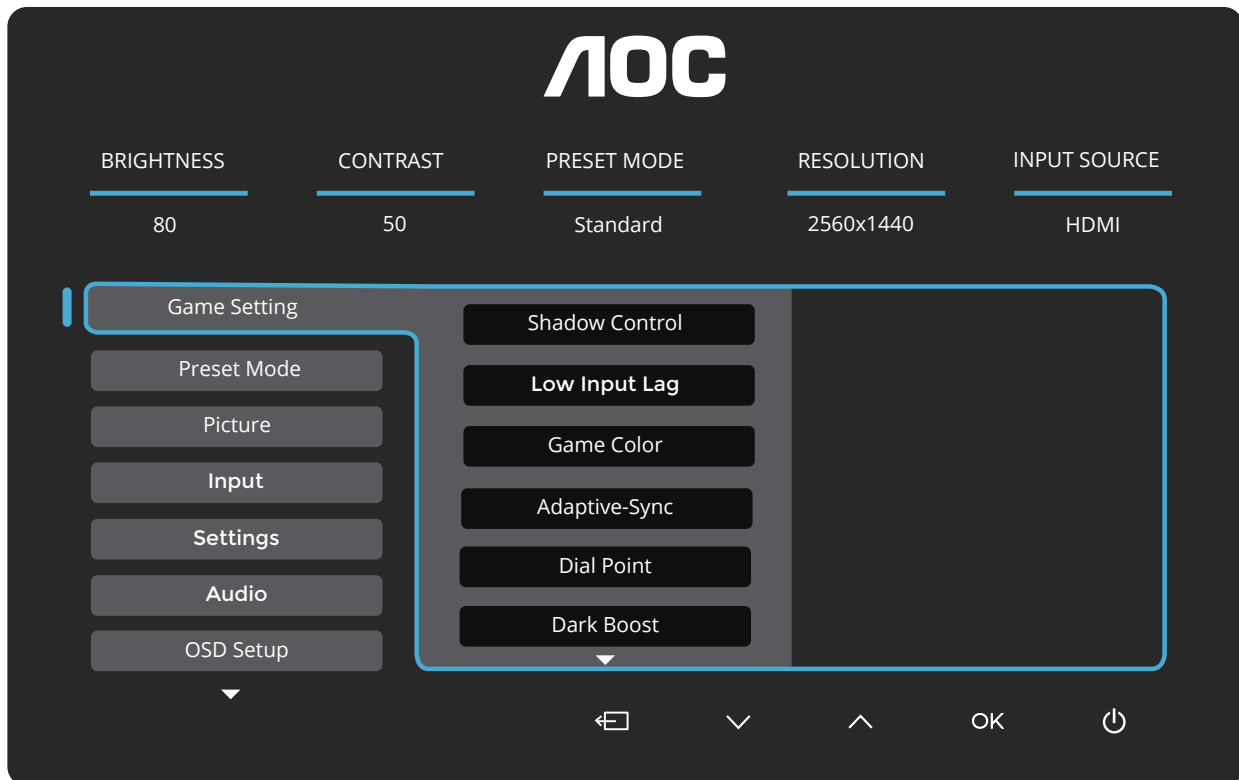 AOC
BRIGHTNESS CONTRAST PRESET MODE RESOLUTION INPUT SOURCE
80 50 Standard 2560x1440 HDMI
Game Setting
Preset Mode
Picture
Input
Settings
Audio
OSD Setup
Shadow Control
Low Input Lag
Game Color
Adaptive-Sync
Dial Point
Dark Boost
OK